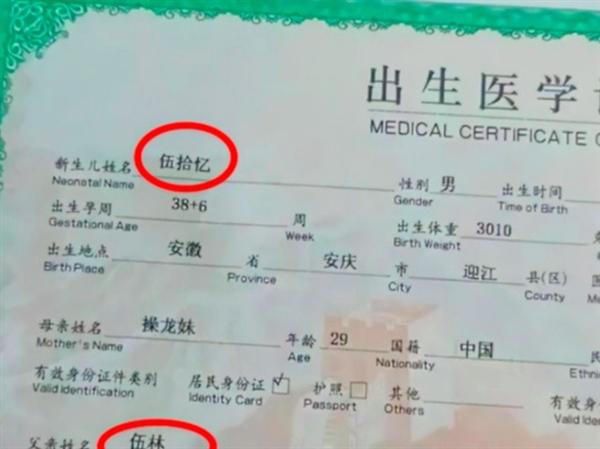 出生医学
MEDICAL CERTIFICATE
新生儿姓名 伍拾忆 性别 男 出生时间
Neonatal Name Gender Time of Birth
出生孕周 38+6 周 出生体重 3010
Gestational Age Week Birth Weight
出生地点 安徽 省 安庆 市 迎江 县(区)
Birth Place Province City County
母亲姓名 操龙妹 年龄 29 国籍 中国 民
Mother's Name Age Nationality Ethnic
有效身份证件类别 居民身份证 护照 其他 有效身
Valid Identification Identity Card Passport Others Valid
父亲姓名 伍林